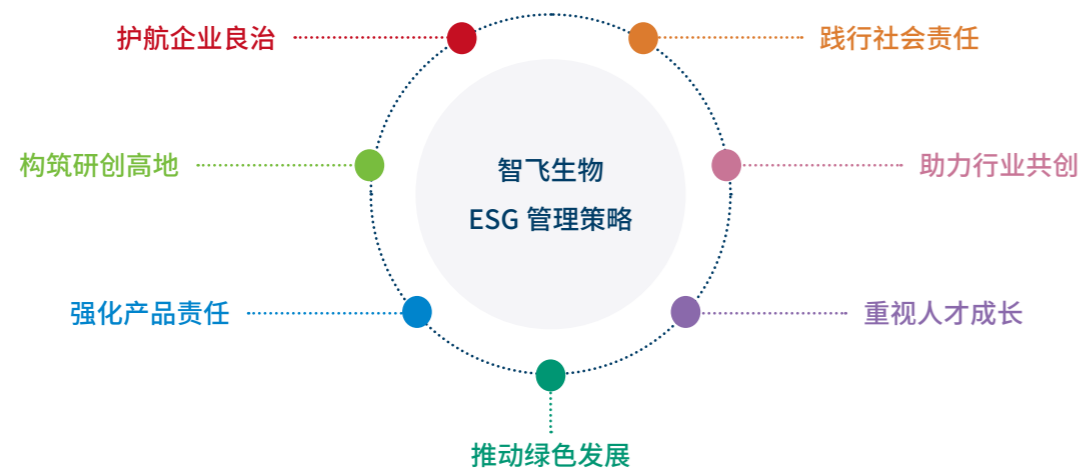 护航企业良治
践行社会责任
构筑研创高地
助力行业共创
智飞生物
ESG 管理策略
强化产品责任
重视人才成长
推动绿色发展